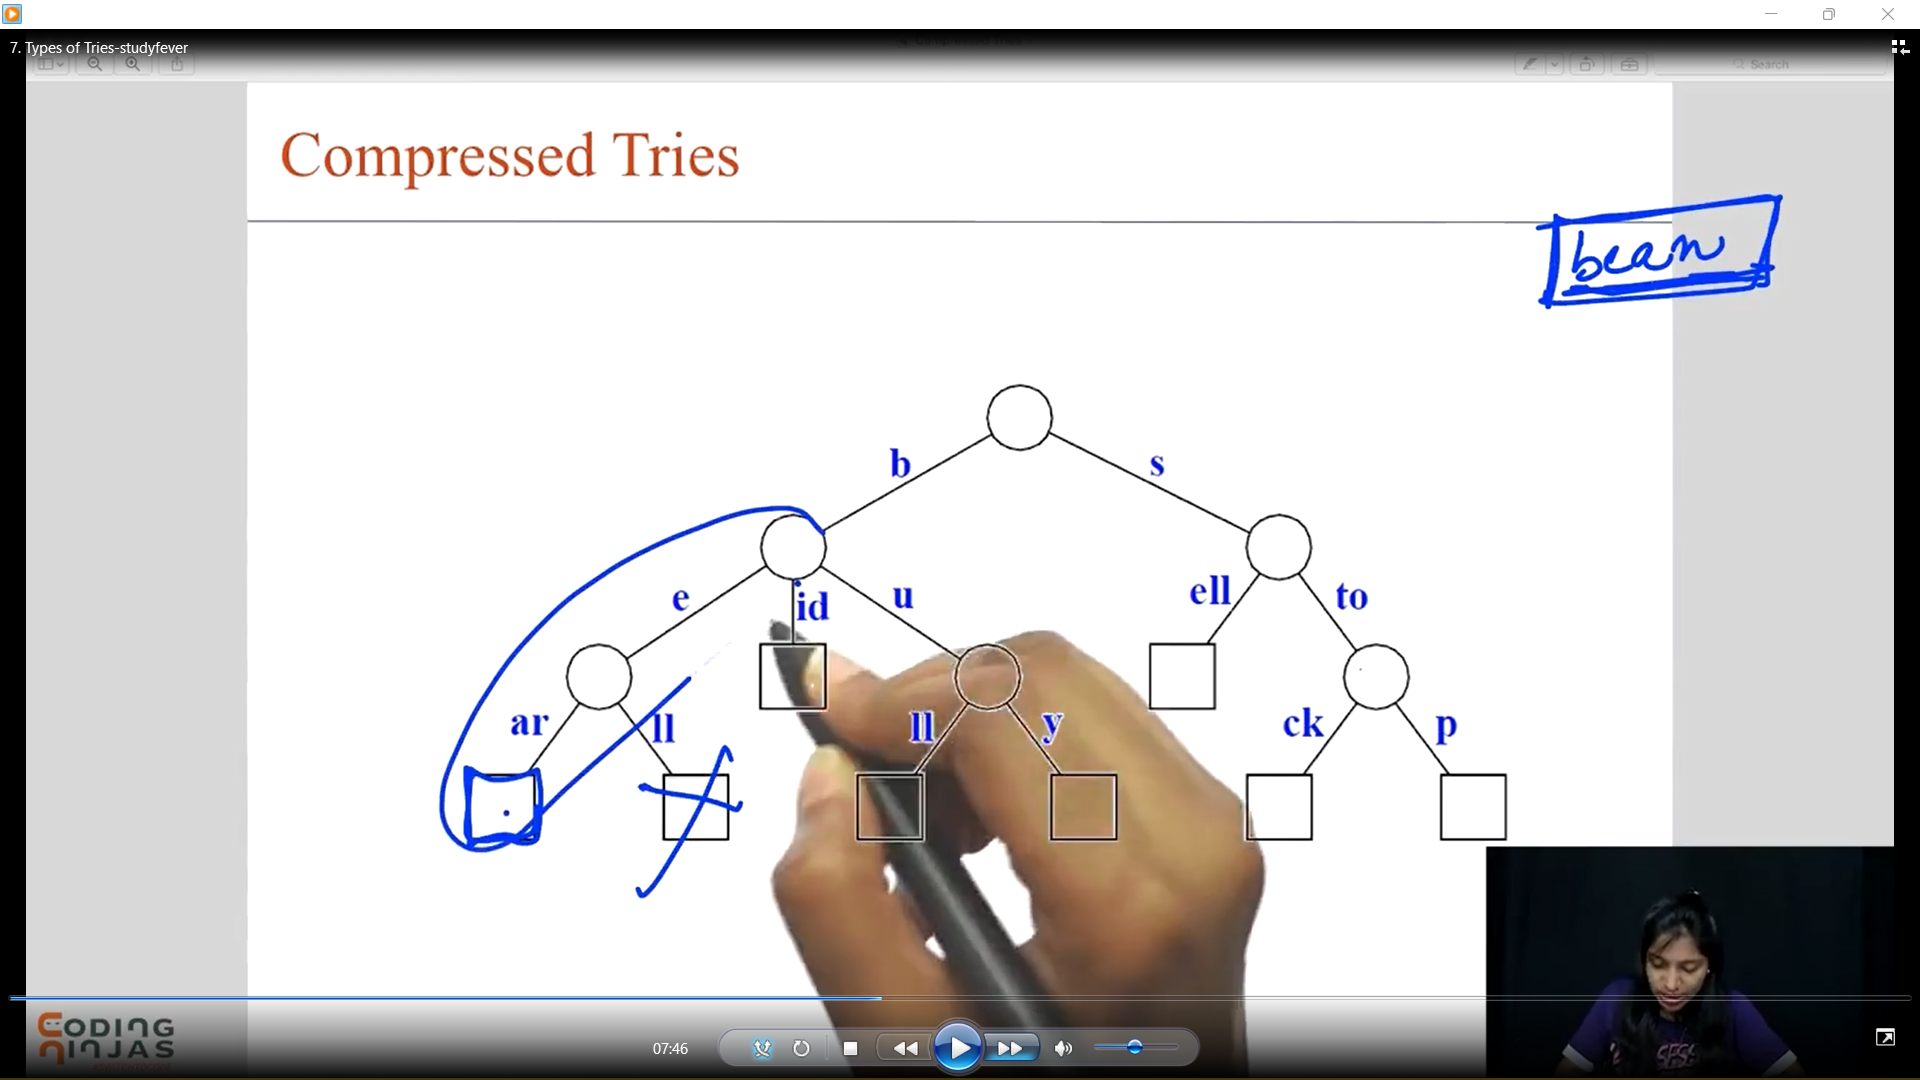 7. Types of Tries-studyfever
Search
Compressed Tries
bean
b
s
e
id
u
ell
to
ar
ll
ll
y
ck
p
CODING
NINJAS
SESS
07:46